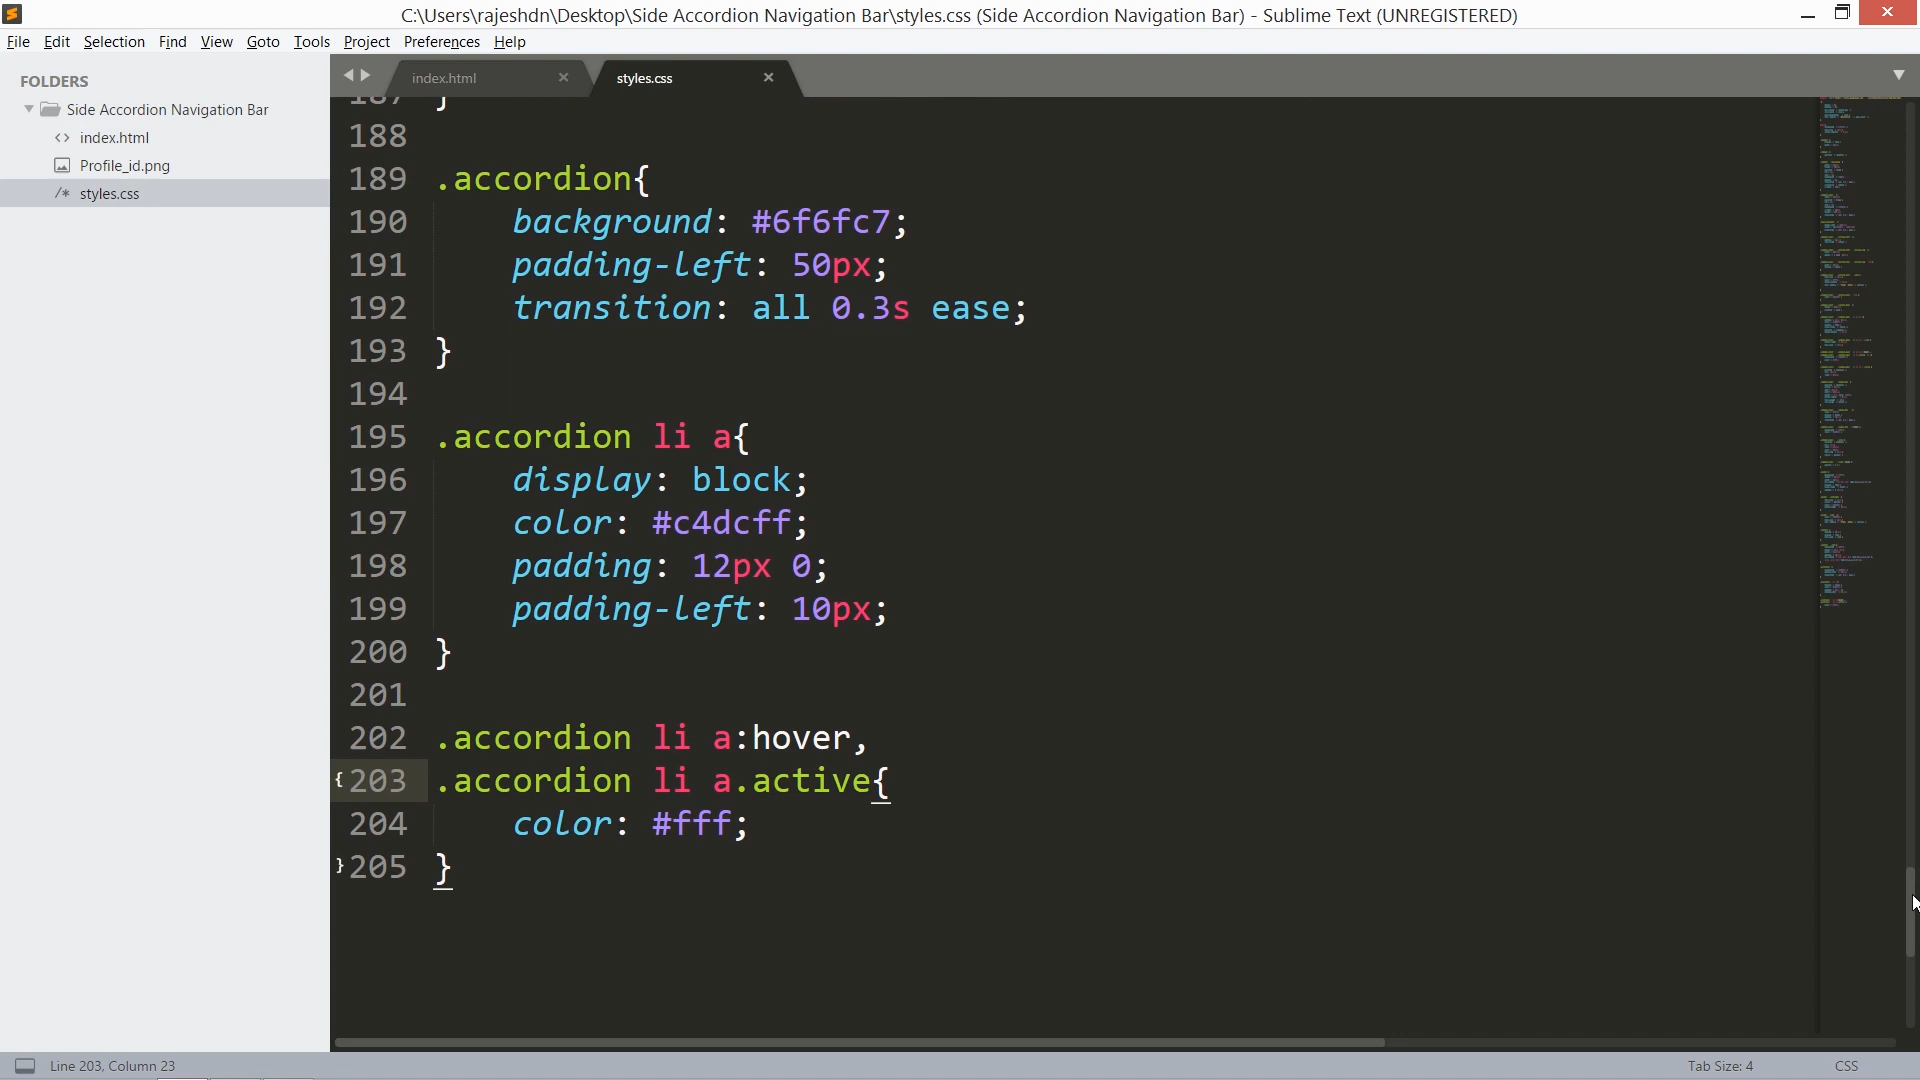 C:\Users\rajeshdn\Desktop\Side Accordion Navigation Bar\styles.css (Side Accordion Navigation Bar) - Sublime Text (UNREGISTERED)
File Edit Selection Find View Goto Tools Project Preferences Help
FOLDERS
Side Accordion Navigation Bar
index.html
Profile_id.png
/* styles.css
index.html
styles.css
187 }
188
189 .accordion{
190 background: #6f6fc7;
191 padding-left: 50px;
192 transition: all 0.3s ease;
193 }
194
195 .accordion li a{
196 display: block;
197 color: #c4dcff;
198 padding: 12px 0;
199 padding-left: 10px;
200 }
201
202 .accordion li a:hover,
203 .accordion li a.active{
204 color: #fff;
205 }
Line 203, Column 23
Tab Size: 4
CSS